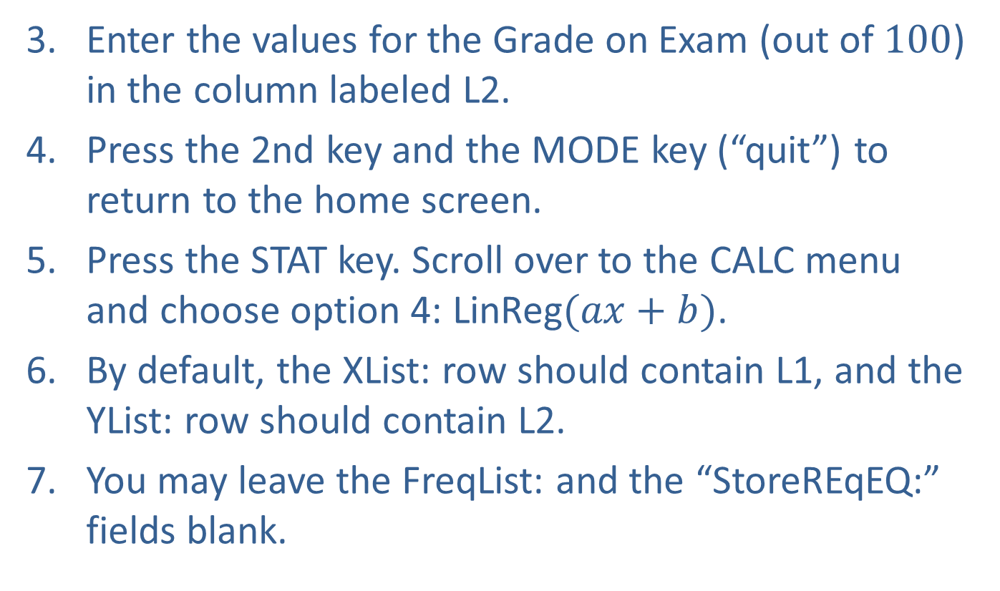 3. Enter the values for the Grade on Exam (out of 100)
in the column labeled L2.
4. Press the 2nd key and the MODE key (“quit”) to
return to the home screen.
5. Press the STAT key. Scroll over to the CALC menu
and choose option 4: LinReg(ax + b).
6. By default, the XList: row should contain L1, and the
YList: row should contain L2.
7. You may leave the FreqList: and the “StoreREqEQ:”
fields blank.